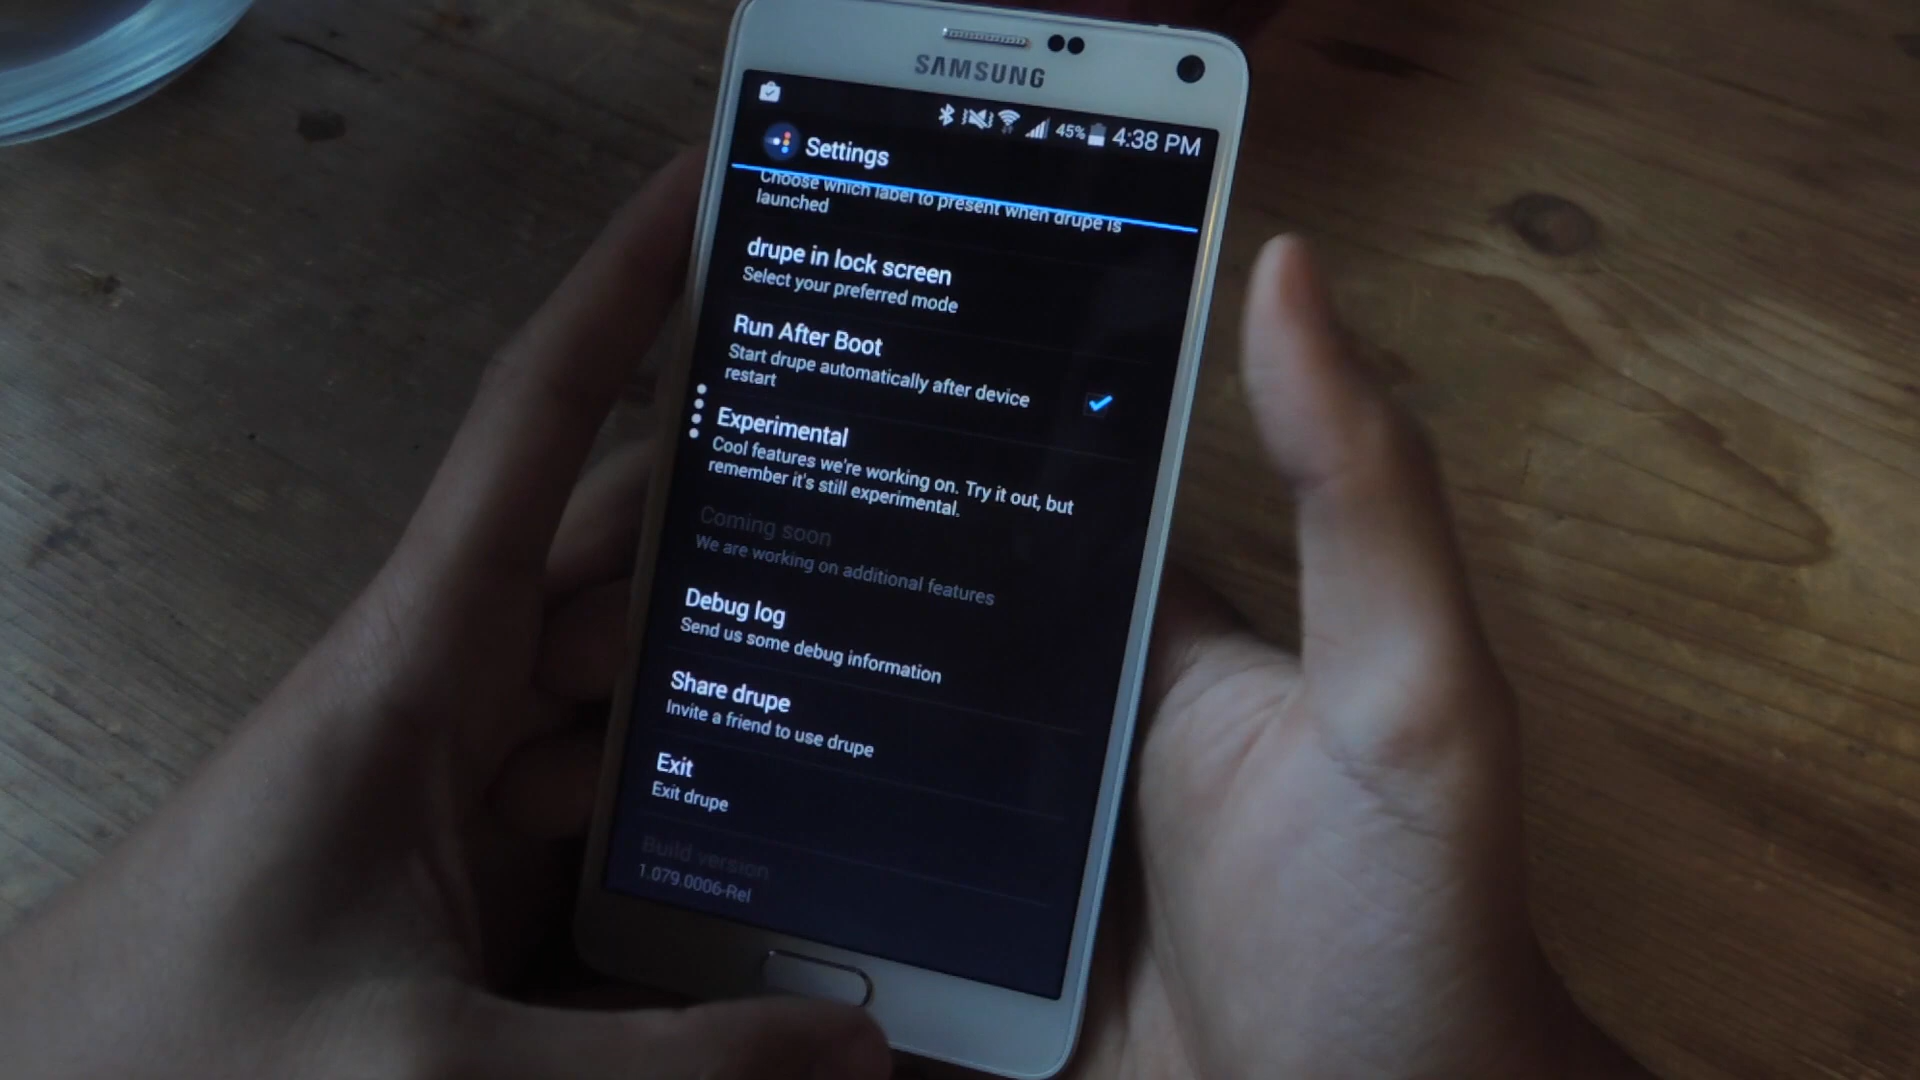 SAMSUNG
45% 4:38 PM
Settings
Choose which label to present when drupe is
launched
drupe in lock screen
Select your preferred mode
Run After Boot
Start drupe automatically after device
restart
Experimental
Cool features we're working on. Try it out, but
remember it's still experimental.
Coming soon
We are working on additional features
Debug log
Send us some debug information
Share drupe
Invite a friend to use drupe
Exit
Exit drupe
Build version
1.079.0006-Rel